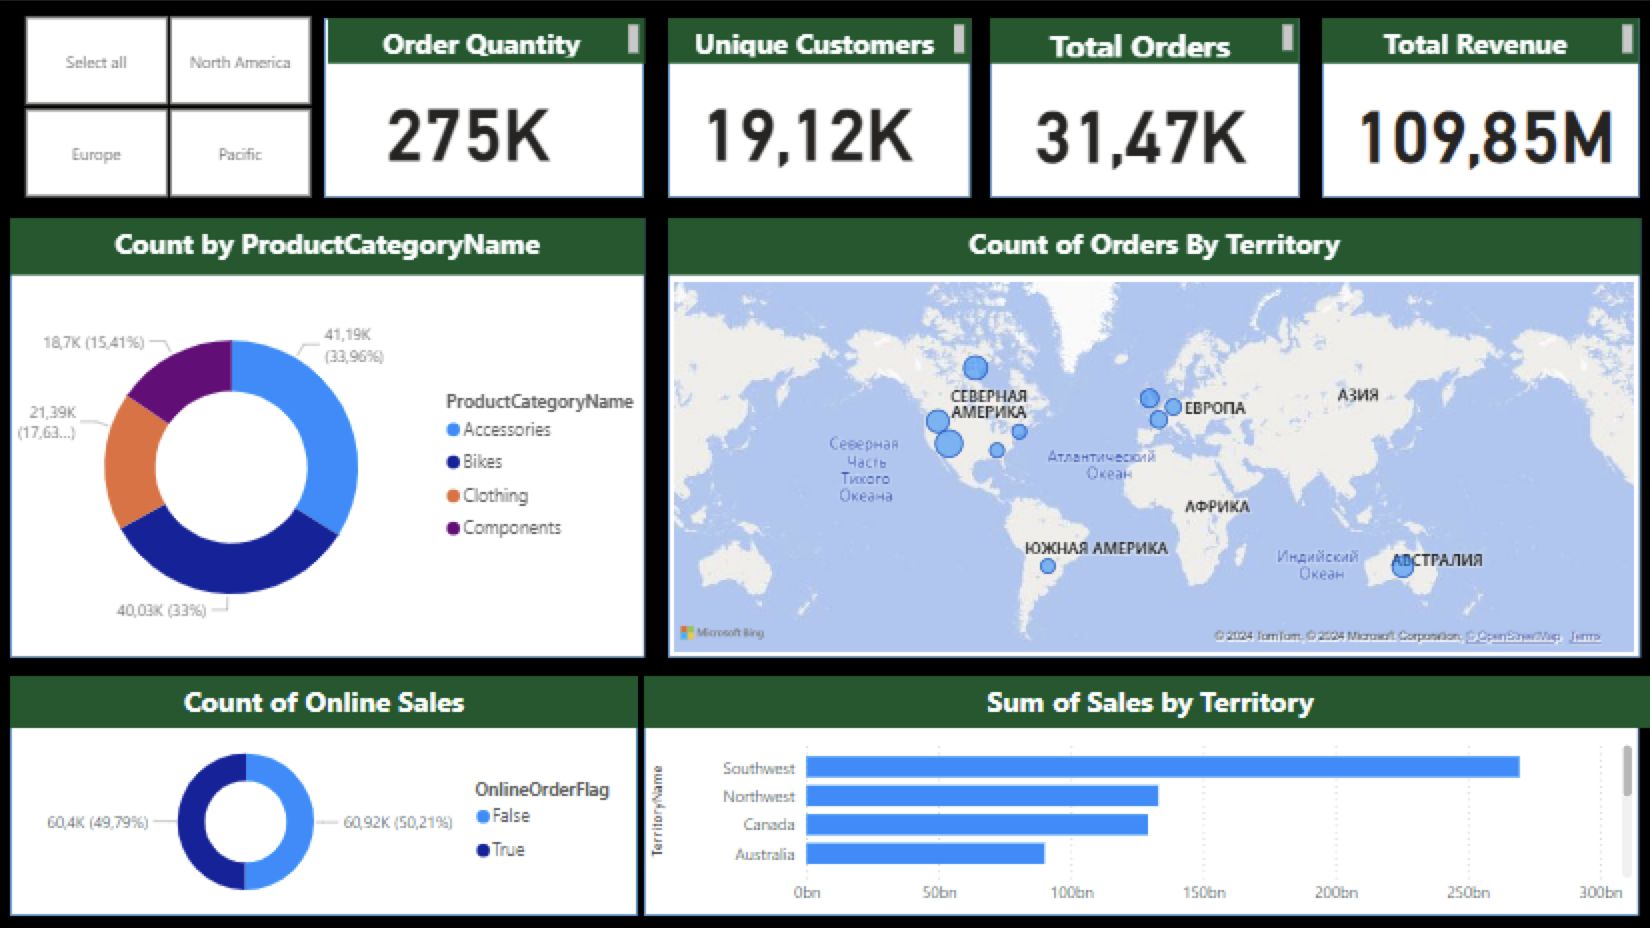 Select all
North America
Europe
Pacific
Order Quantity
275K
Unique Customers
19,12K
Total Orders
31,47K
Total Revenue
109,85M
Count by ProductCategoryName
18,7K (15,41%)
41,19K
(33,96%)
21,39K
(17,63...)
40,03K (33%)
ProductCategoryName
Accessories
Bikes
Clothing
Components
Count of Orders By Territory
СЕВЕРНАЯ
АМЕРИКА
ЕВРОПА
АЗИЯ
Северная
Часть
Тихого
Океана
Атлантический
Океан
АФРИКА
ЮЖНАЯ АМЕРИКА
Индийский
Океан
АВСТРАЛИЯ
Microsoft Bing
© 2024 TomTom, © 2024 Microsoft Corporation, © OpenStreetMap Terms
Count of Online Sales
60,4K (49,79%)
60,92K (50,21%)
OnlineOrderFlag
False
True
Sum of Sales by Territory
TerritoryName
Southwest
Northwest
Canada
Australia
0bn 50bn 100bn 150bn 200bn 250bn 300bn